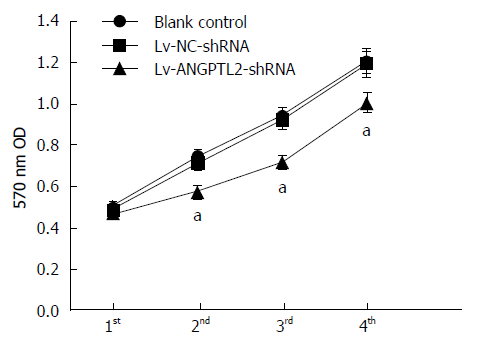 1.4
1.2
1.0
0.8
0.6
0.4
0.2
0.0
570 nm OD
Blank control
Lv-NC-shRNA
Lv-ANGPTL2-shRNA
a
a
a
1st 2nd 3rd 4th